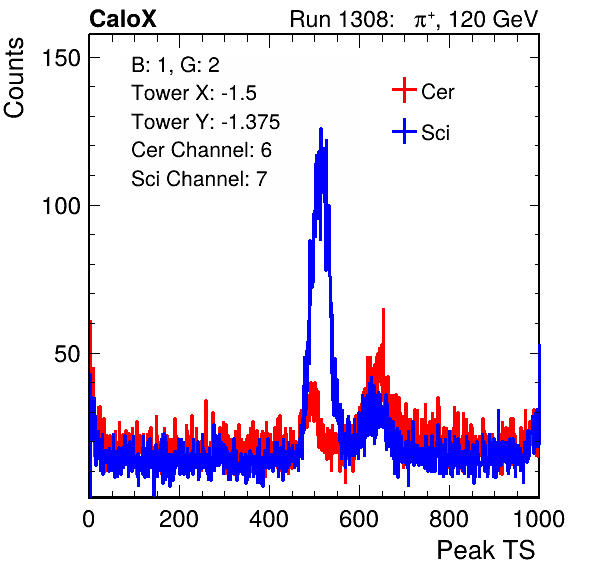 CaloX Run 1308: π⁺, 120 GeV
B: 1, G: 2
Tower X: -1.5
Tower Y: -1.375
Cer Channel: 6
Sci Channel: 7
Cer
Sci
Counts
150
100
50
0 200 400 600 800 1000
Peak TS